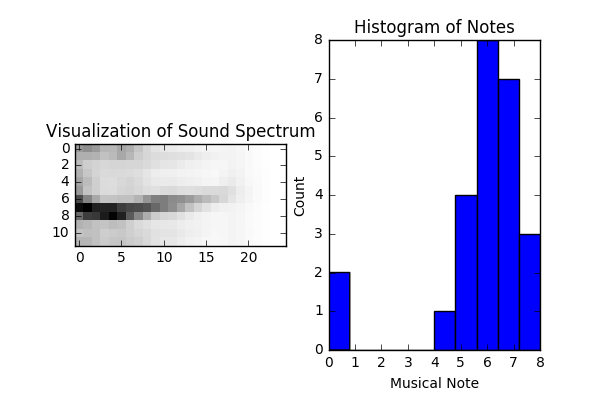 Visualization of Sound Spectrum
0
2
4
6
8
10
0 5 10 15 20
Histogram of Notes
8
7
6
5
4
3
2
1
0
Count
0 1 2 3 4 5 6 7 8
Musical Note